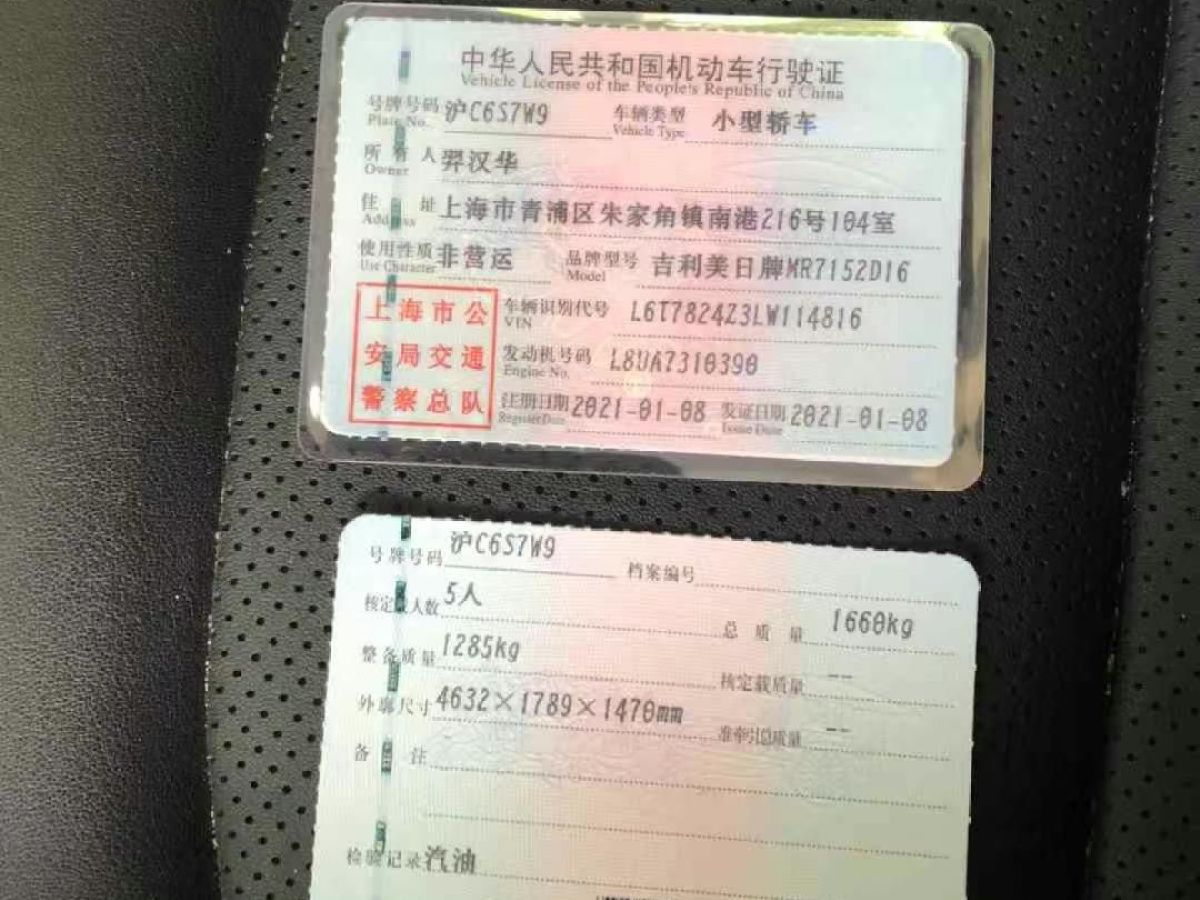 中华人民共和国机动车行驶证
Vehicle License of the People's Republic of China
号牌号码 沪C6S7W9 车辆类型 小型轿车
Plate No. Vehicle Type
所有人 羿汉华
Owner
住址 上海市青浦区朱家角镇南港216号104室
Address
使用性质 非营运 品牌型号 吉利美日牌MR7152D16
Use Character Model
上海市公 车辆识别代号 L6T7824Z3LW114816
VIN
安局交通 发动机号码 L8UA7310390
Engine No.
警察总队 注册日期 2021-01-08 发证日期 2021-01-08
Register Date Issue Date
号牌号码 沪C6S7W9 档案编号
核定载人数 5人 总质量 1660kg
整备质量 1285kg 核定载质量 --
外廓尺寸 4632×1789×1470mm 准牵引总质量 --
备注
检验记录 汽油